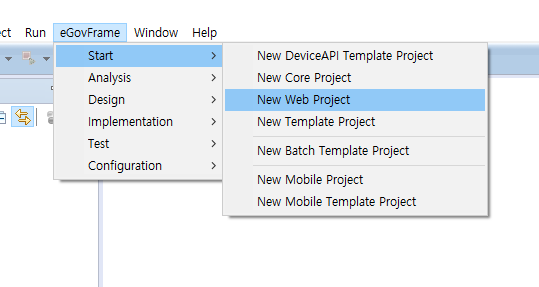 ect Run eGovFrame Window Help
Start
Analysis
Design
Implementation
Test
Configuration
New DeviceAPI Template Project
New Core Project
New Web Project
New Template Project
New Batch Template Project
New Mobile Project
New Mobile Template Project